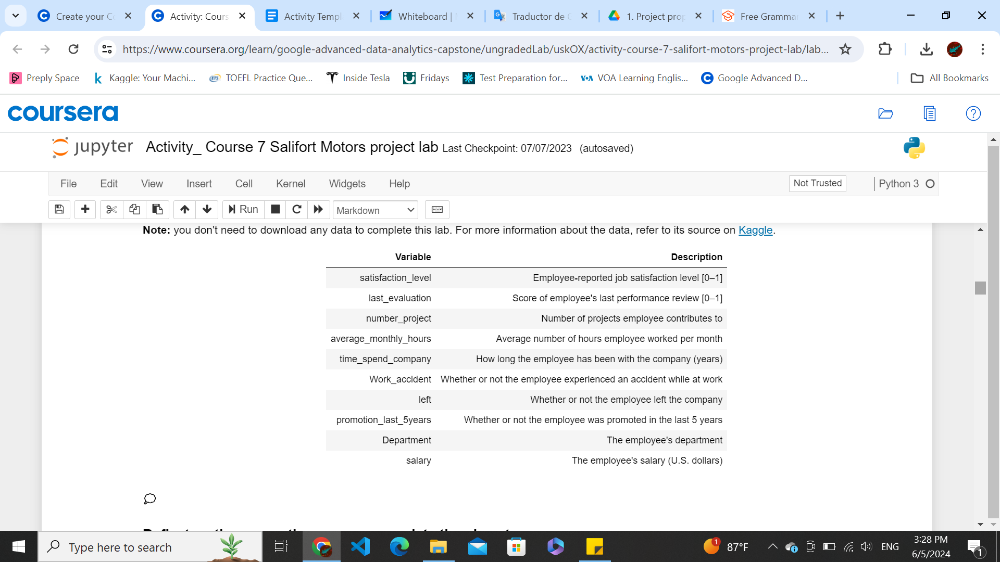 Create your C
Activity: Cours
Activity Templ
Whiteboard |
Traductor de
1. Project prop
Free Grammar
https://www.coursera.org/learn/google-advanced-data-analytics-capstone/ungradedLab/uskOX/activity-course-7-salifort-motors-project-lab/lab...
Preply Space
Kaggle: Your Machi...
TOEFL Practice Que...
Inside Tesla
Fridays
Test Preparation for...
VOA Learning Englis...
Google Advanced D...
All Bookmarks
coursera
jupyter Activity_ Course 7 Salifort Motors project lab Last Checkpoint: 07/07/2023 (autosaved)
File Edit View Insert Cell Kernel Widgets Help Not Trusted Python 3
Run Markdown
Note: you don't need to download any data to complete this lab. For more information about the data, refer to its source on Kaggle.
Variable Description
satisfaction_level Employee-reported job satisfaction level [0–1]
last_evaluation Score of employee's last performance review [0–1]
number_project Number of projects employee contributes to
average_monthly_hours Average number of hours employee worked per month
time_spend_company How long the employee has been with the company (years)
Work_accident Whether or not the employee experienced an accident while at work
left Whether or not the employee left the company
promotion_last_5years Whether or not the employee was promoted in the last 5 years
Department The employee's department
salary The employee's salary (U.S. dollars)
Type here to search
1
87°F
ENG
3:28 PM
6/5/2024
1